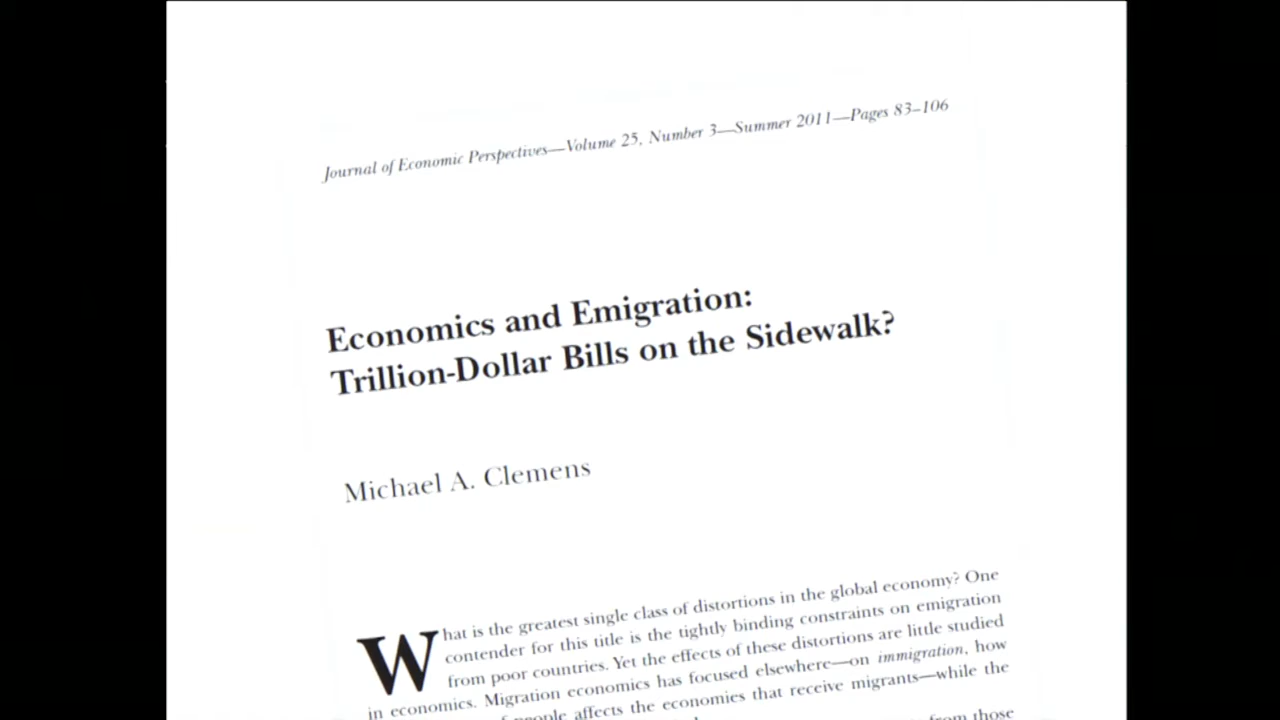 Journal of Economic Perspectives—Volume 25, Number 3—Summer 2011—Pages 83–106
Economics and Emigration:
Trillion-Dollar Bills on the Sidewalk?
Michael A. Clemens
What is the greatest single class of distortions in the global economy? One
contender for this title is the tightly binding constraints on emigration
from poor countries. Yet the effects of these distortions are little studied
in economics. Migration economics has focused elsewhere—on immigration, how
people affects the economies that receive migrants—while the
from those